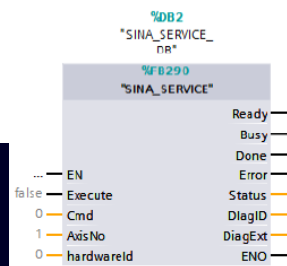 %DB2
"SINA_SERVICE_
DB"
%FB290
"SINA_SERVICE"
Ready
Busy
Done
... EN Error
false Execute Status
0 Cmd DIagID
1 AxisNo DiagExt
0 hardwareId ENO